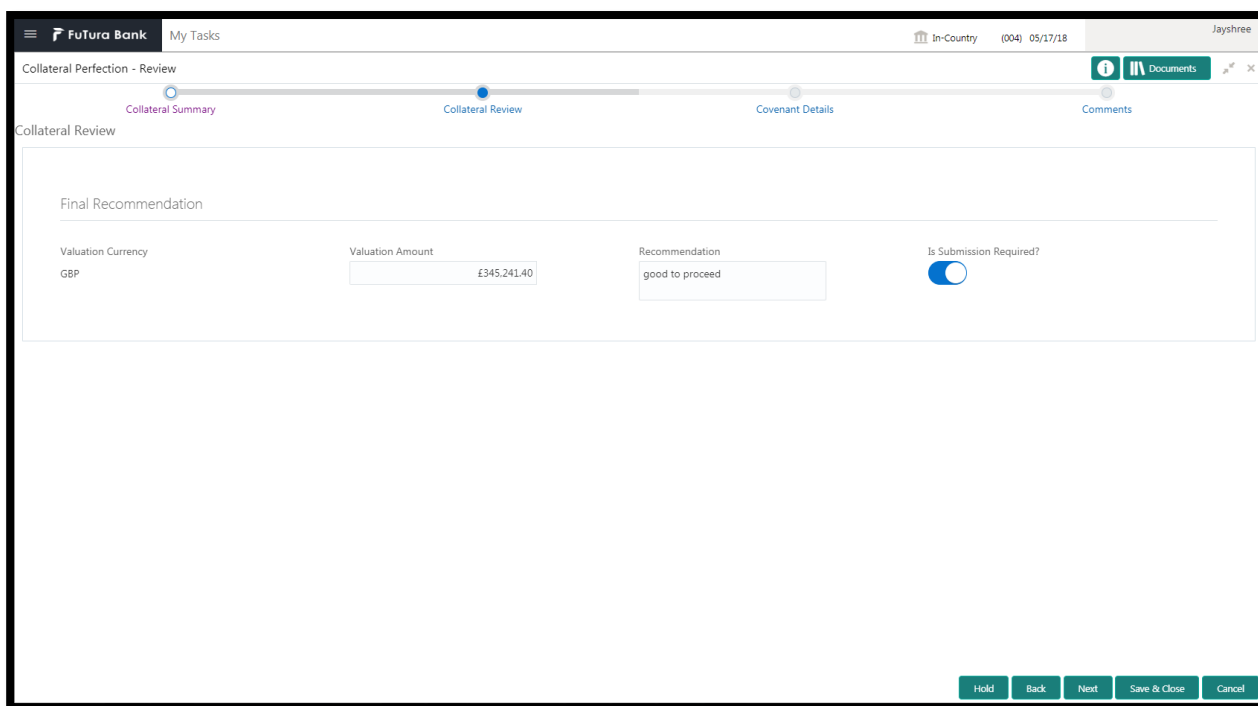 FuTura Bank My Tasks In-Country (004) 05/17/18 Jayshree
Collateral Perfection - Review Documents
Collateral Summary Collateral Review Covenant Details Comments
Collateral Review
Final Recommendation
Valuation Currency Valuation Amount Recommendation Is Submission Required?
GBP £345,241.40 good to proceed
Hold Back Next Save & Close Cancel